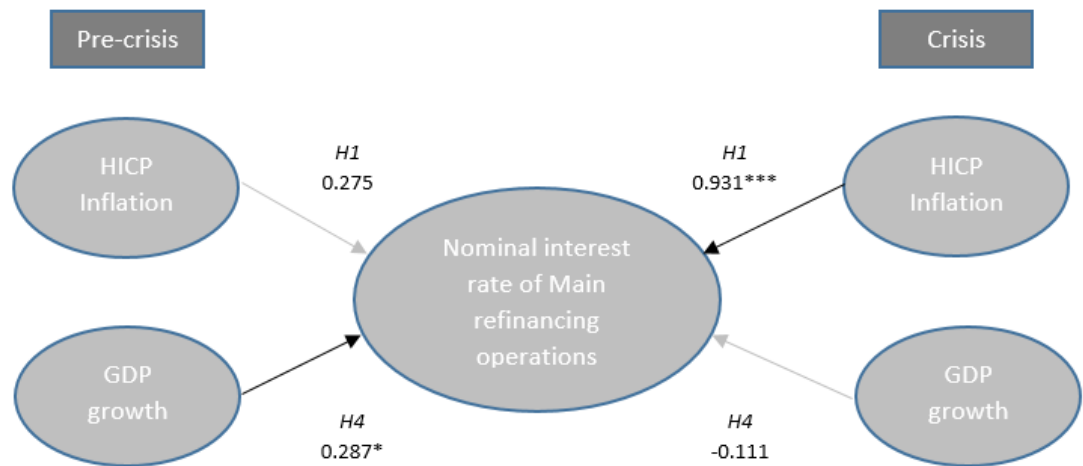 Pre-crisis
Crisis
HICP
Inflation
H1
0.275
H1
0.931***
HICP
Inflation
Nominal interest
rate of Main
refinancing
operations
GDP
growth
H4
0.287*
H4
-0.111
GDP
growth